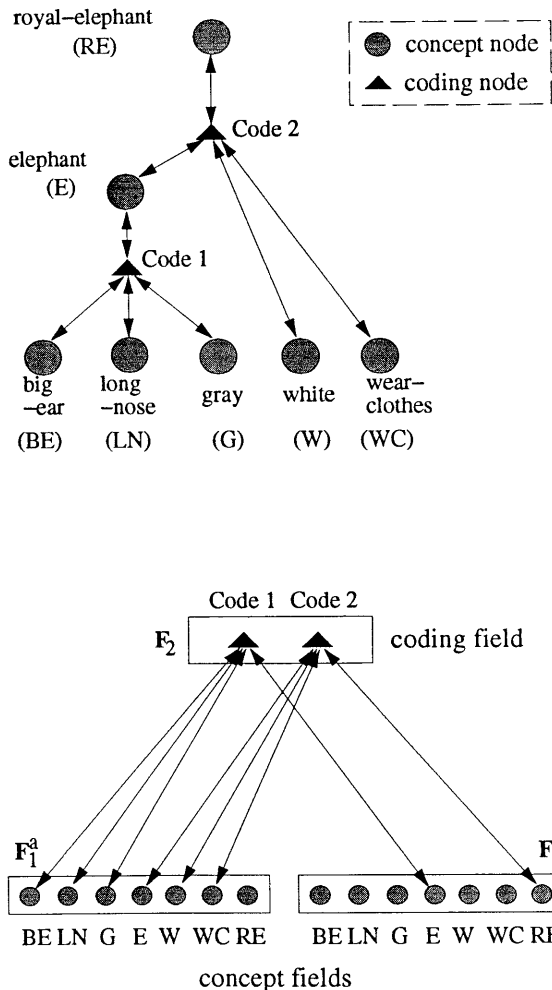 royal–elephant
(RE)
concept node
coding node
Code 2
elephant
(E)
Code 1
big
–ear
long
–nose
gray
white
wear–
clothes
(BE)
(LN)
(G)
(W)
(WC)
Code 1 Code 2
F2
coding field
F1a
F
BE LN G E W WC RE
BE LN G E W WC RE
concept fields